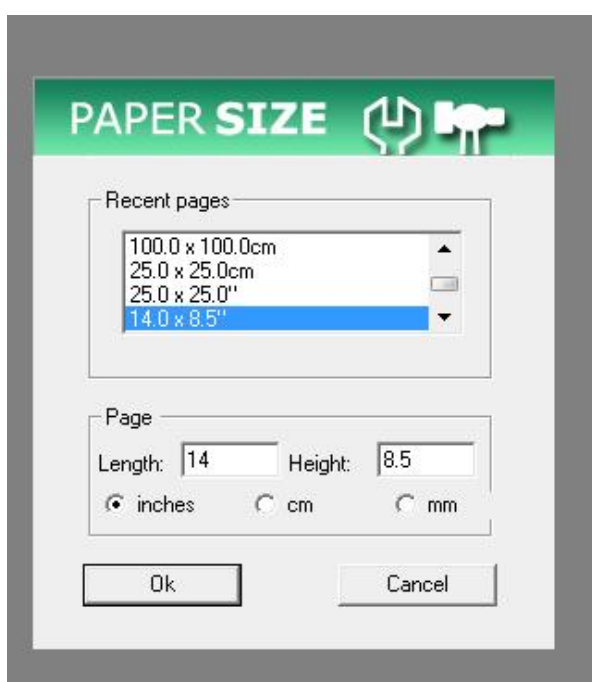 PAPER SIZE
Recent pages
100.0 x 100.0cm
25.0 x 25.0cm
25.0 x 25.0"
14.0 x 8.5"
Page
Length: 14 Height: 8.5
inches cm mm
Ok Cancel